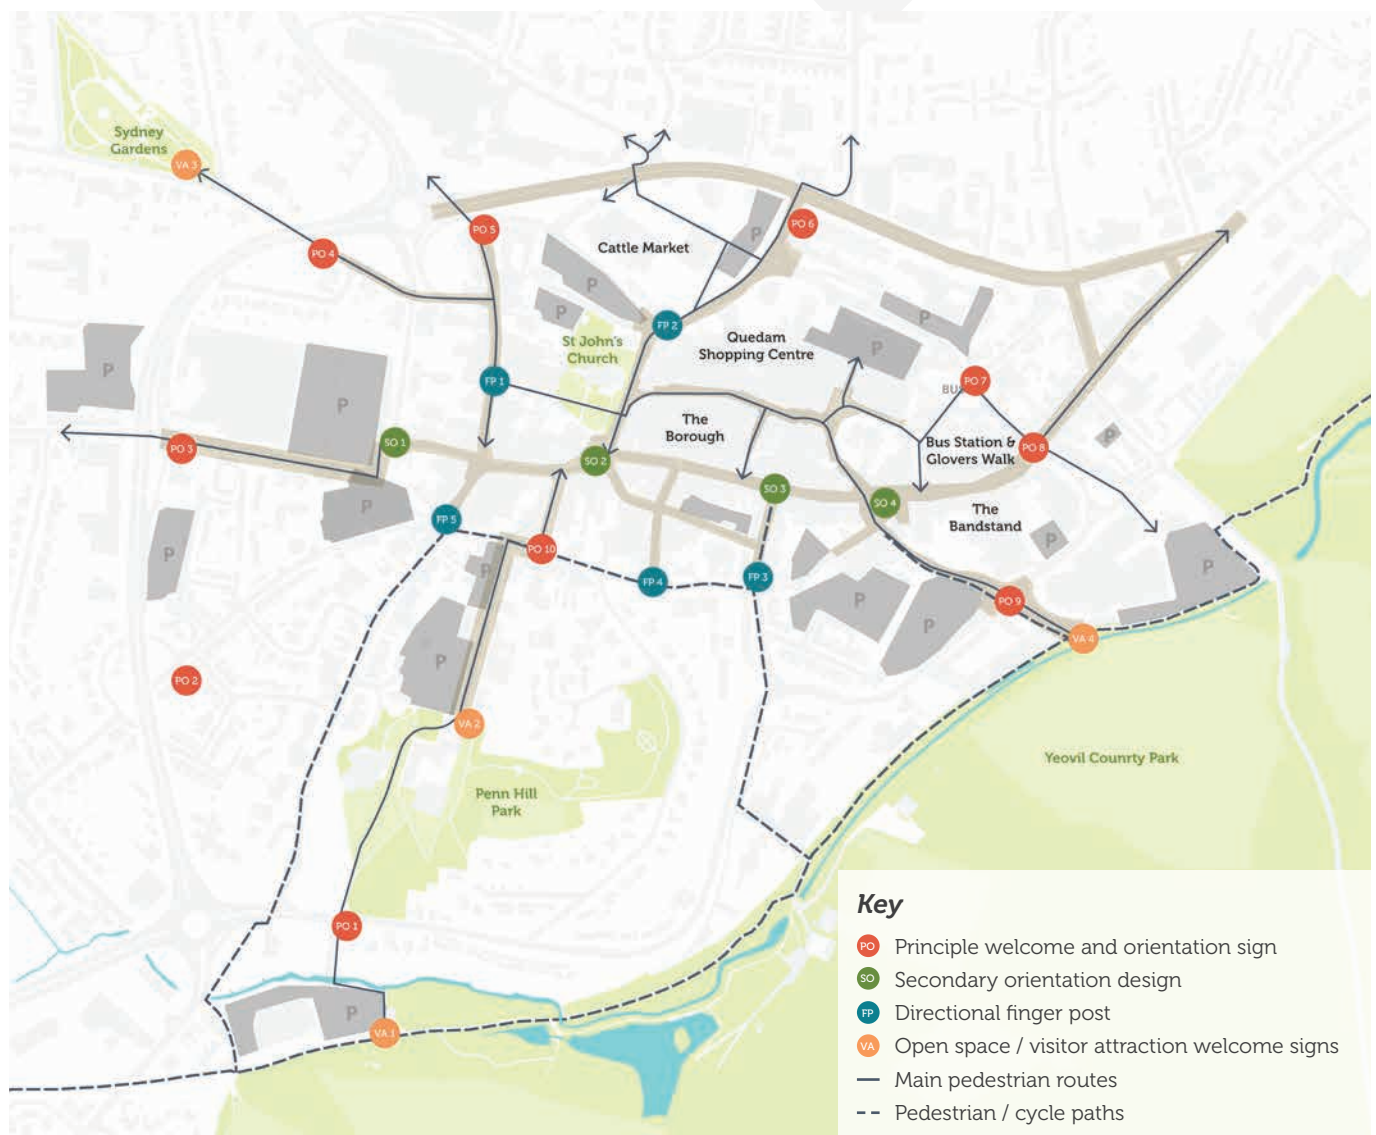 Sydney
Gardens
VA 3
PO 4
PO 5
PO 6
Cattle Market
P
P
P
FP 2
St John's
Church
Quedam
Shopping Centre
P
P
P
P
FP 1
BUS
PO 7
The
Borough
PO 3
SO 1
SO 2
Bus Station &
Glovers Walk
PO 8
P
SO 3
SO 4
The
Bandstand
P
FP 5
PO 10
P
P
P
P
FP 4
FP 3
P
P
PO 9
VA 4
P
PO 2
VA 2
Yeovil Counrty Park
Penn Hill
Park
PO 1
P
VA 1
Key
PO Principle welcome and orientation sign
SO Secondary orientation design
FP Directional finger post
VA Open space / visitor attraction welcome signs
Main pedestrian routes
Pedestrian / cycle paths